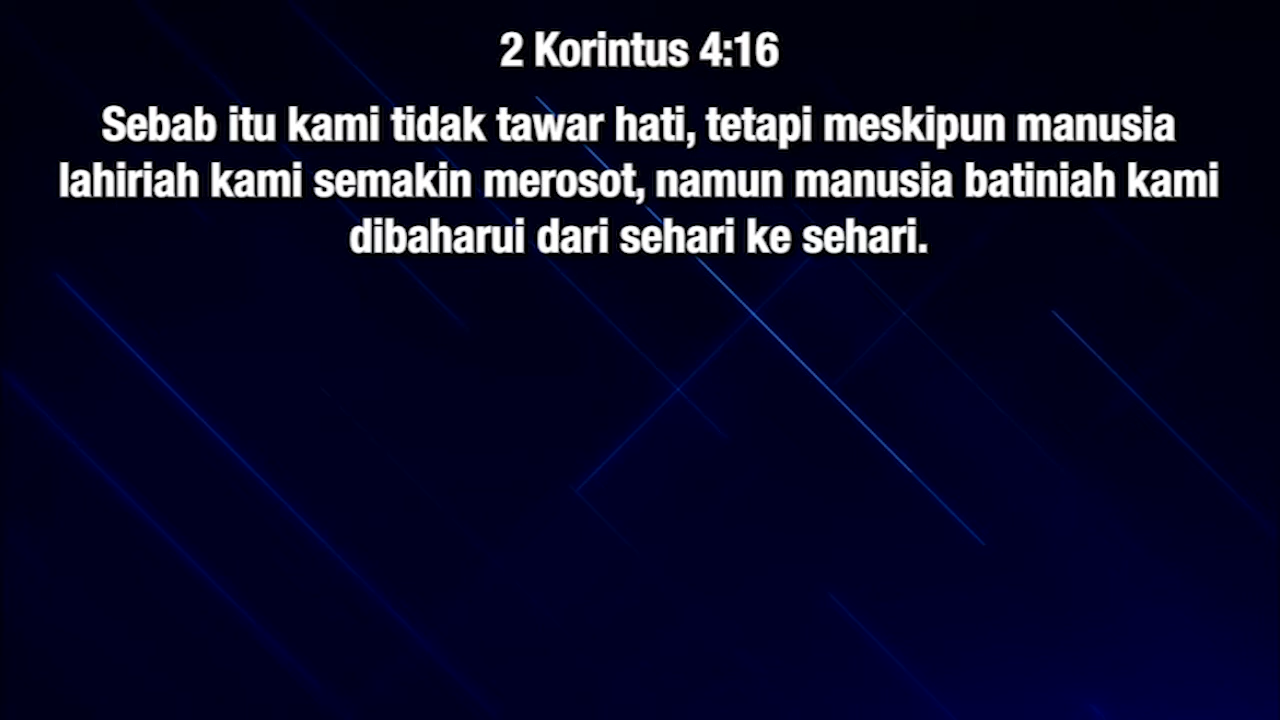 2 Korintus 4:16
Sebab itu kami tidak tawar hati, tetapi meskipun manusia
lahiriah kami semakin merosot, namun manusia batiniah kami
dibaharui dari sehari ke sehari.